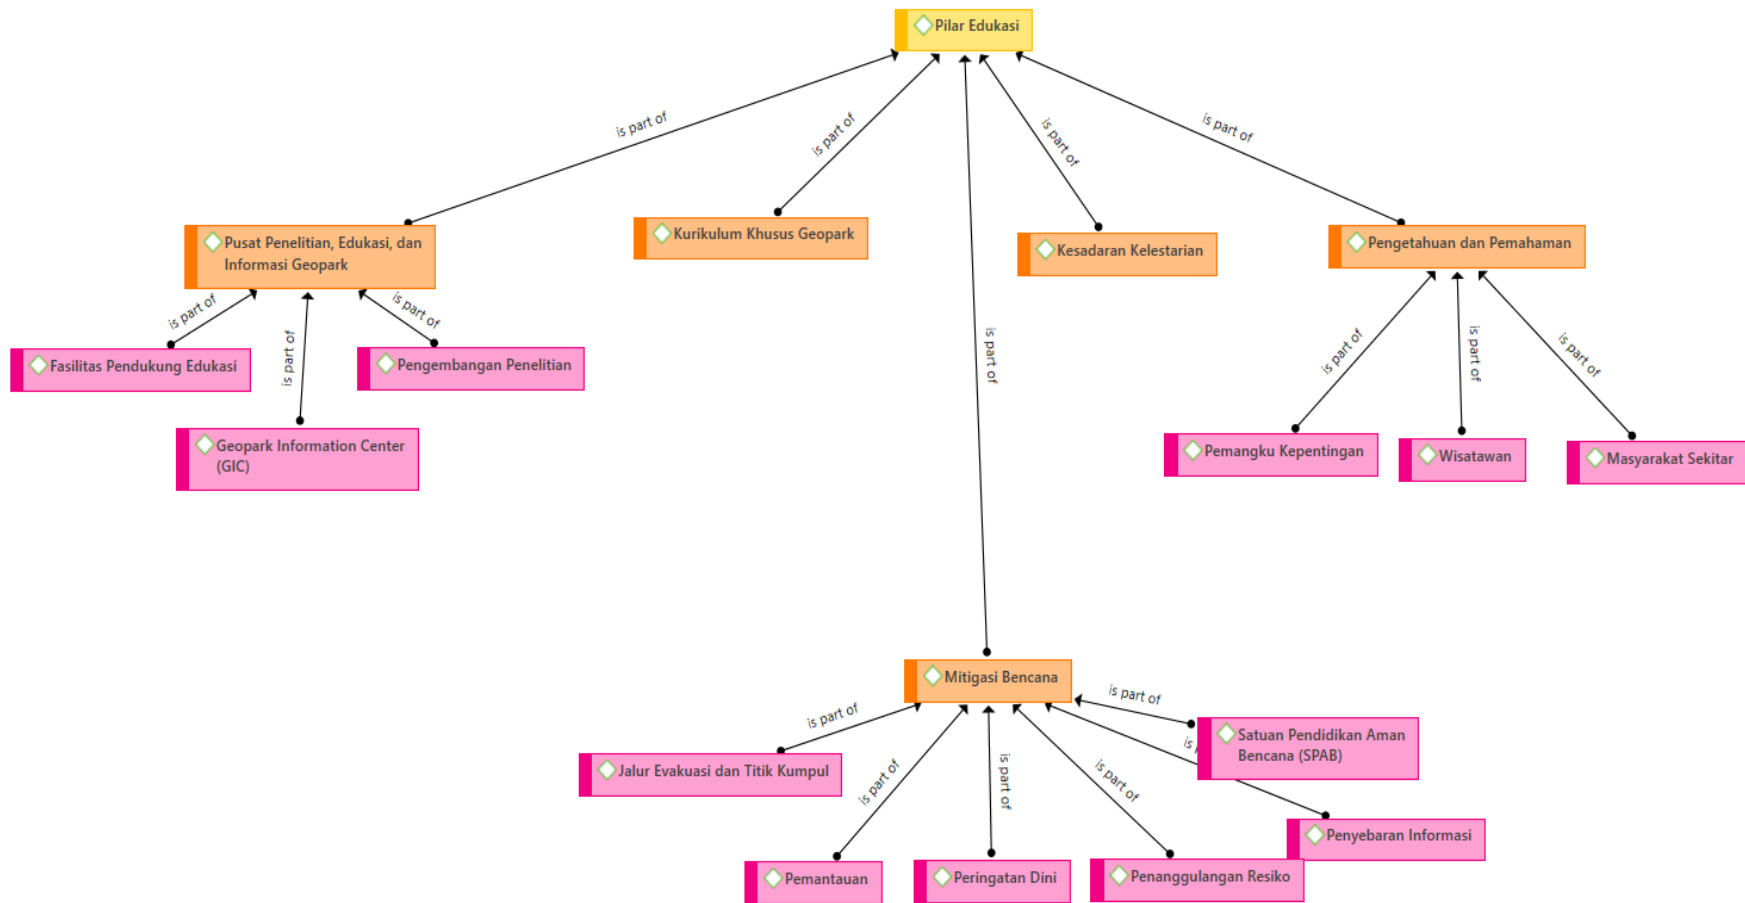 Pilar Edukasi
is part of
is part of
is part of
is part of
is part of
Pusat Penelitian, Edukasi, dan
Informasi Geopark
Kurikulum Khusus Geopark
Kesadaran Kelestarian
Pengetahuan dan Pemahaman
is part of
is part of
is part of
is part of
is part of
is part of
Fasilitas Pendukung Edukasi
Pengembangan Penelitian
Geopark Information Center
(GIC)
Pemangku Kepentingan
Wisatawan
Masyarakat Sekitar
Mitigasi Bencana
is part of
is part of
is part of
is part of
is part of
is
Satuan Pendidikan Aman
Bencana (SPAB)
Jalur Evakuasi dan Titik Kumpul
Penyebaran Informasi
Pemantauan
Peringatan Dini
Penanggulangan Resiko